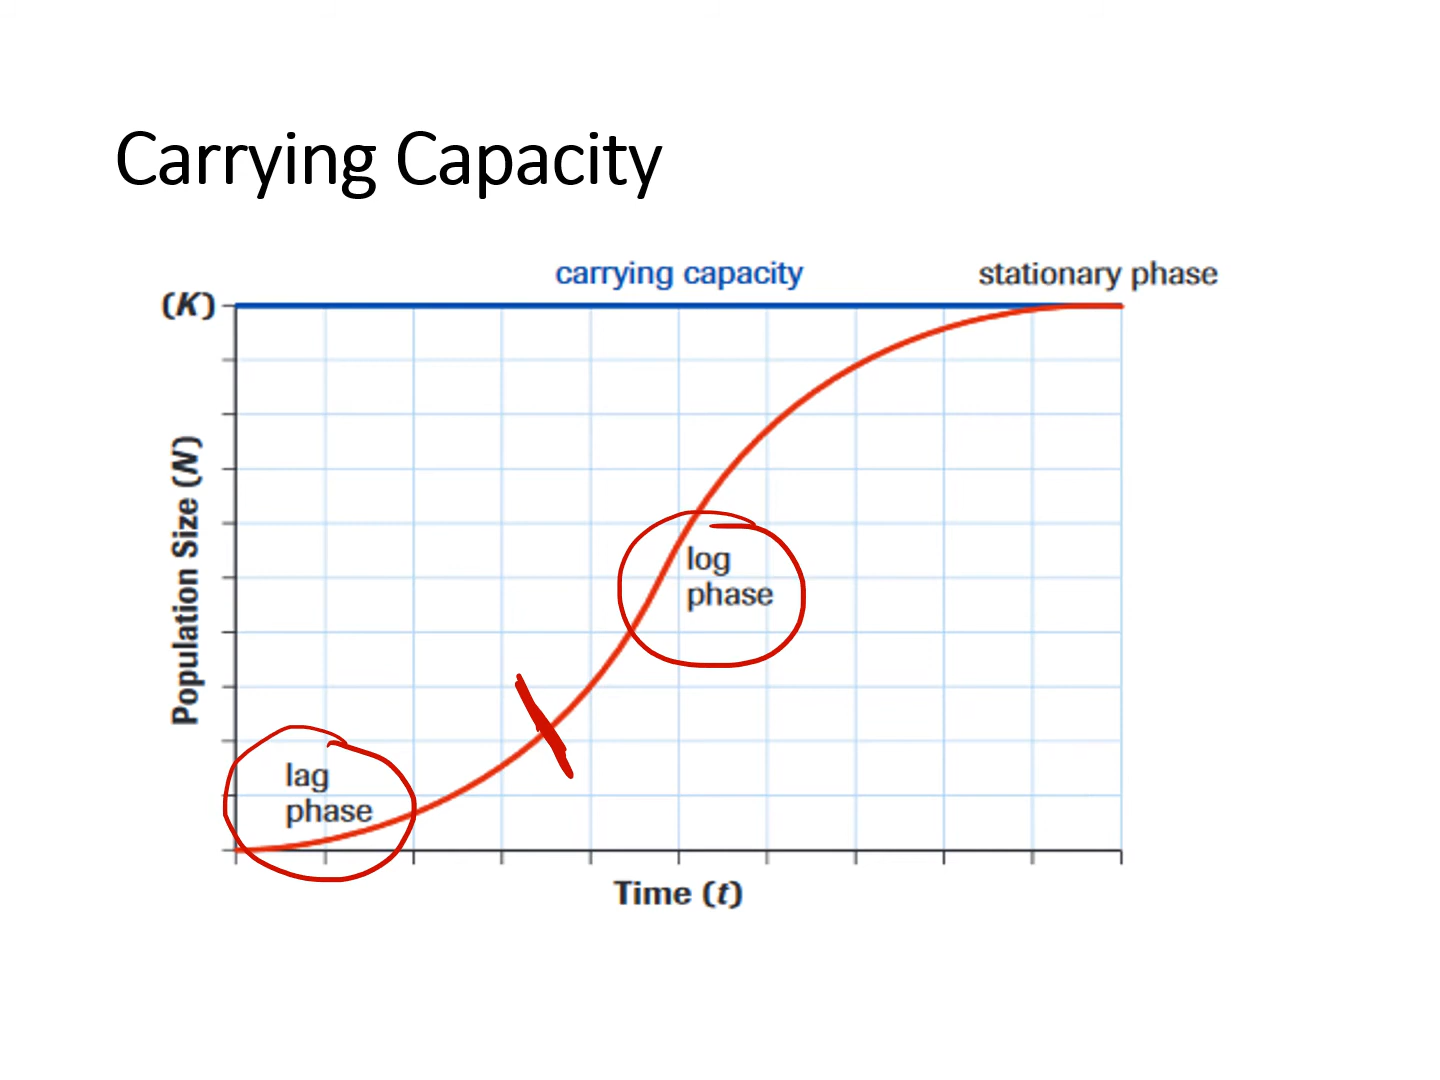 Carrying Capacity
carrying capacity
stationary phase
(K)
Population Size (N)
log
phase
lag
phase
Time (t)